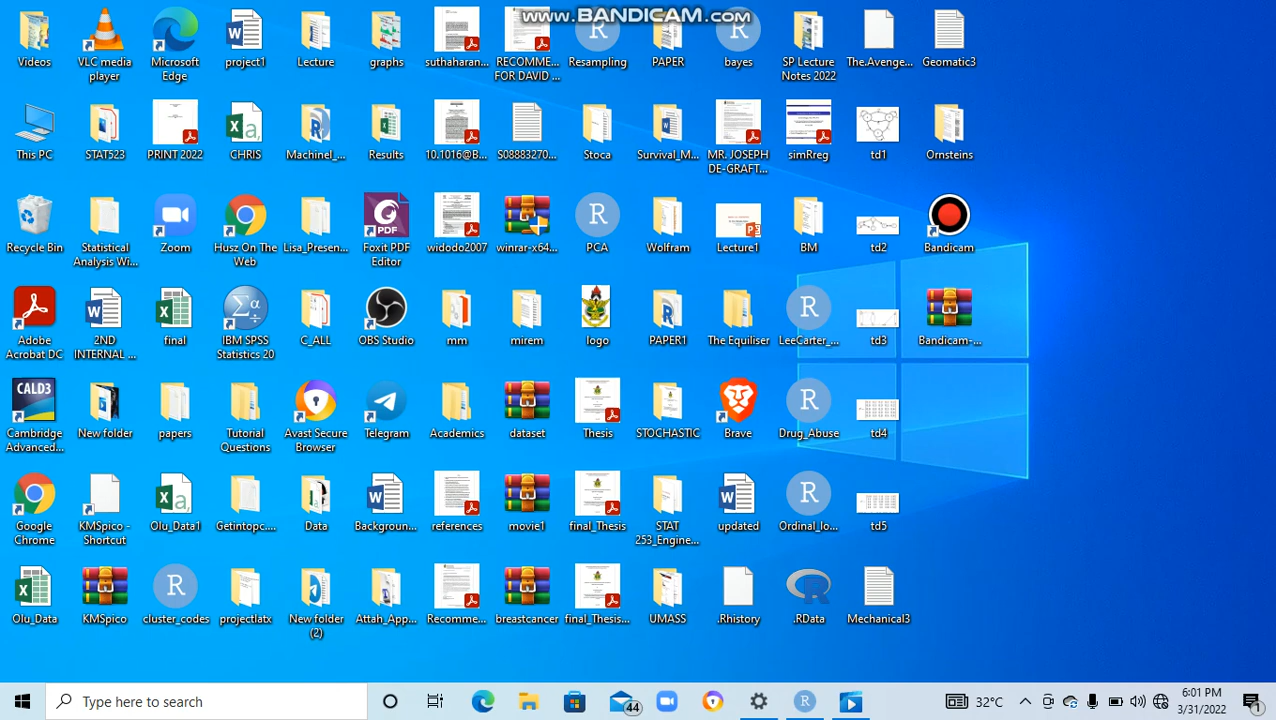 www.BANDICAM.com
Videos
VLC media
player
Microsoft
Edge
project1
Lecture
graphs
suthaharan...
RECOMME...
FOR DAVID ...
Resampling
PAPER
bayes
SP Lecture
Notes 2022
The.Avenge...
Geomatic3
This PC
STAT523
PRINT 2022
CHRIS
Machinel_...
Results
10.1016@B...
S08883270...
Stoca
Survival_M...
MR. JOSEPH
DE-GRAFT...
simRreg
td1
Ornsteins
Recycle Bin
Statistical
Analysis Wi...
Zoom
Husz On The
Web
Lisa_Presen...
PDF
Foxit PDF
Editor
widodo2007
winrar-x64...
PCA
Wolfram
Lecture1
BM
td2
Bandicam
Adobe
Acrobat DC
2ND
INTERNAL ...
final
IBM SPSS
Statistics 20
C_ALL
OBS Studio
mm
mirem
logo
PAPER1
The Equiliser
LeeCarter_...
td3
Bandicam-...
CALD3
Cambridge
Advanced...
New folder
papers
Tutorial
Questions
Avast Secure
Browser
Telegram
Academics
dataset
Thesis
STOCHASTIC
Brave
Drug_Abuse
td4
Google
Chrome
KMSpico -
Shortcut
Olu_Data1
Getintopc....
Data
Backgroun...
references
movie1
final_Thesis
STAT
253_Engine...
updated
Ordinal_lo...
td5
Olu_Data
KMSpico
cluster_codes
projectlatx
New folder
(2)
Attah_App...
Recomme...
breastcancer
final_Thesis...
UMASS
.Rhistory
.RData
Mechanical3
Type here to search
44
32°C
6:01 PM
3/31/2022
1